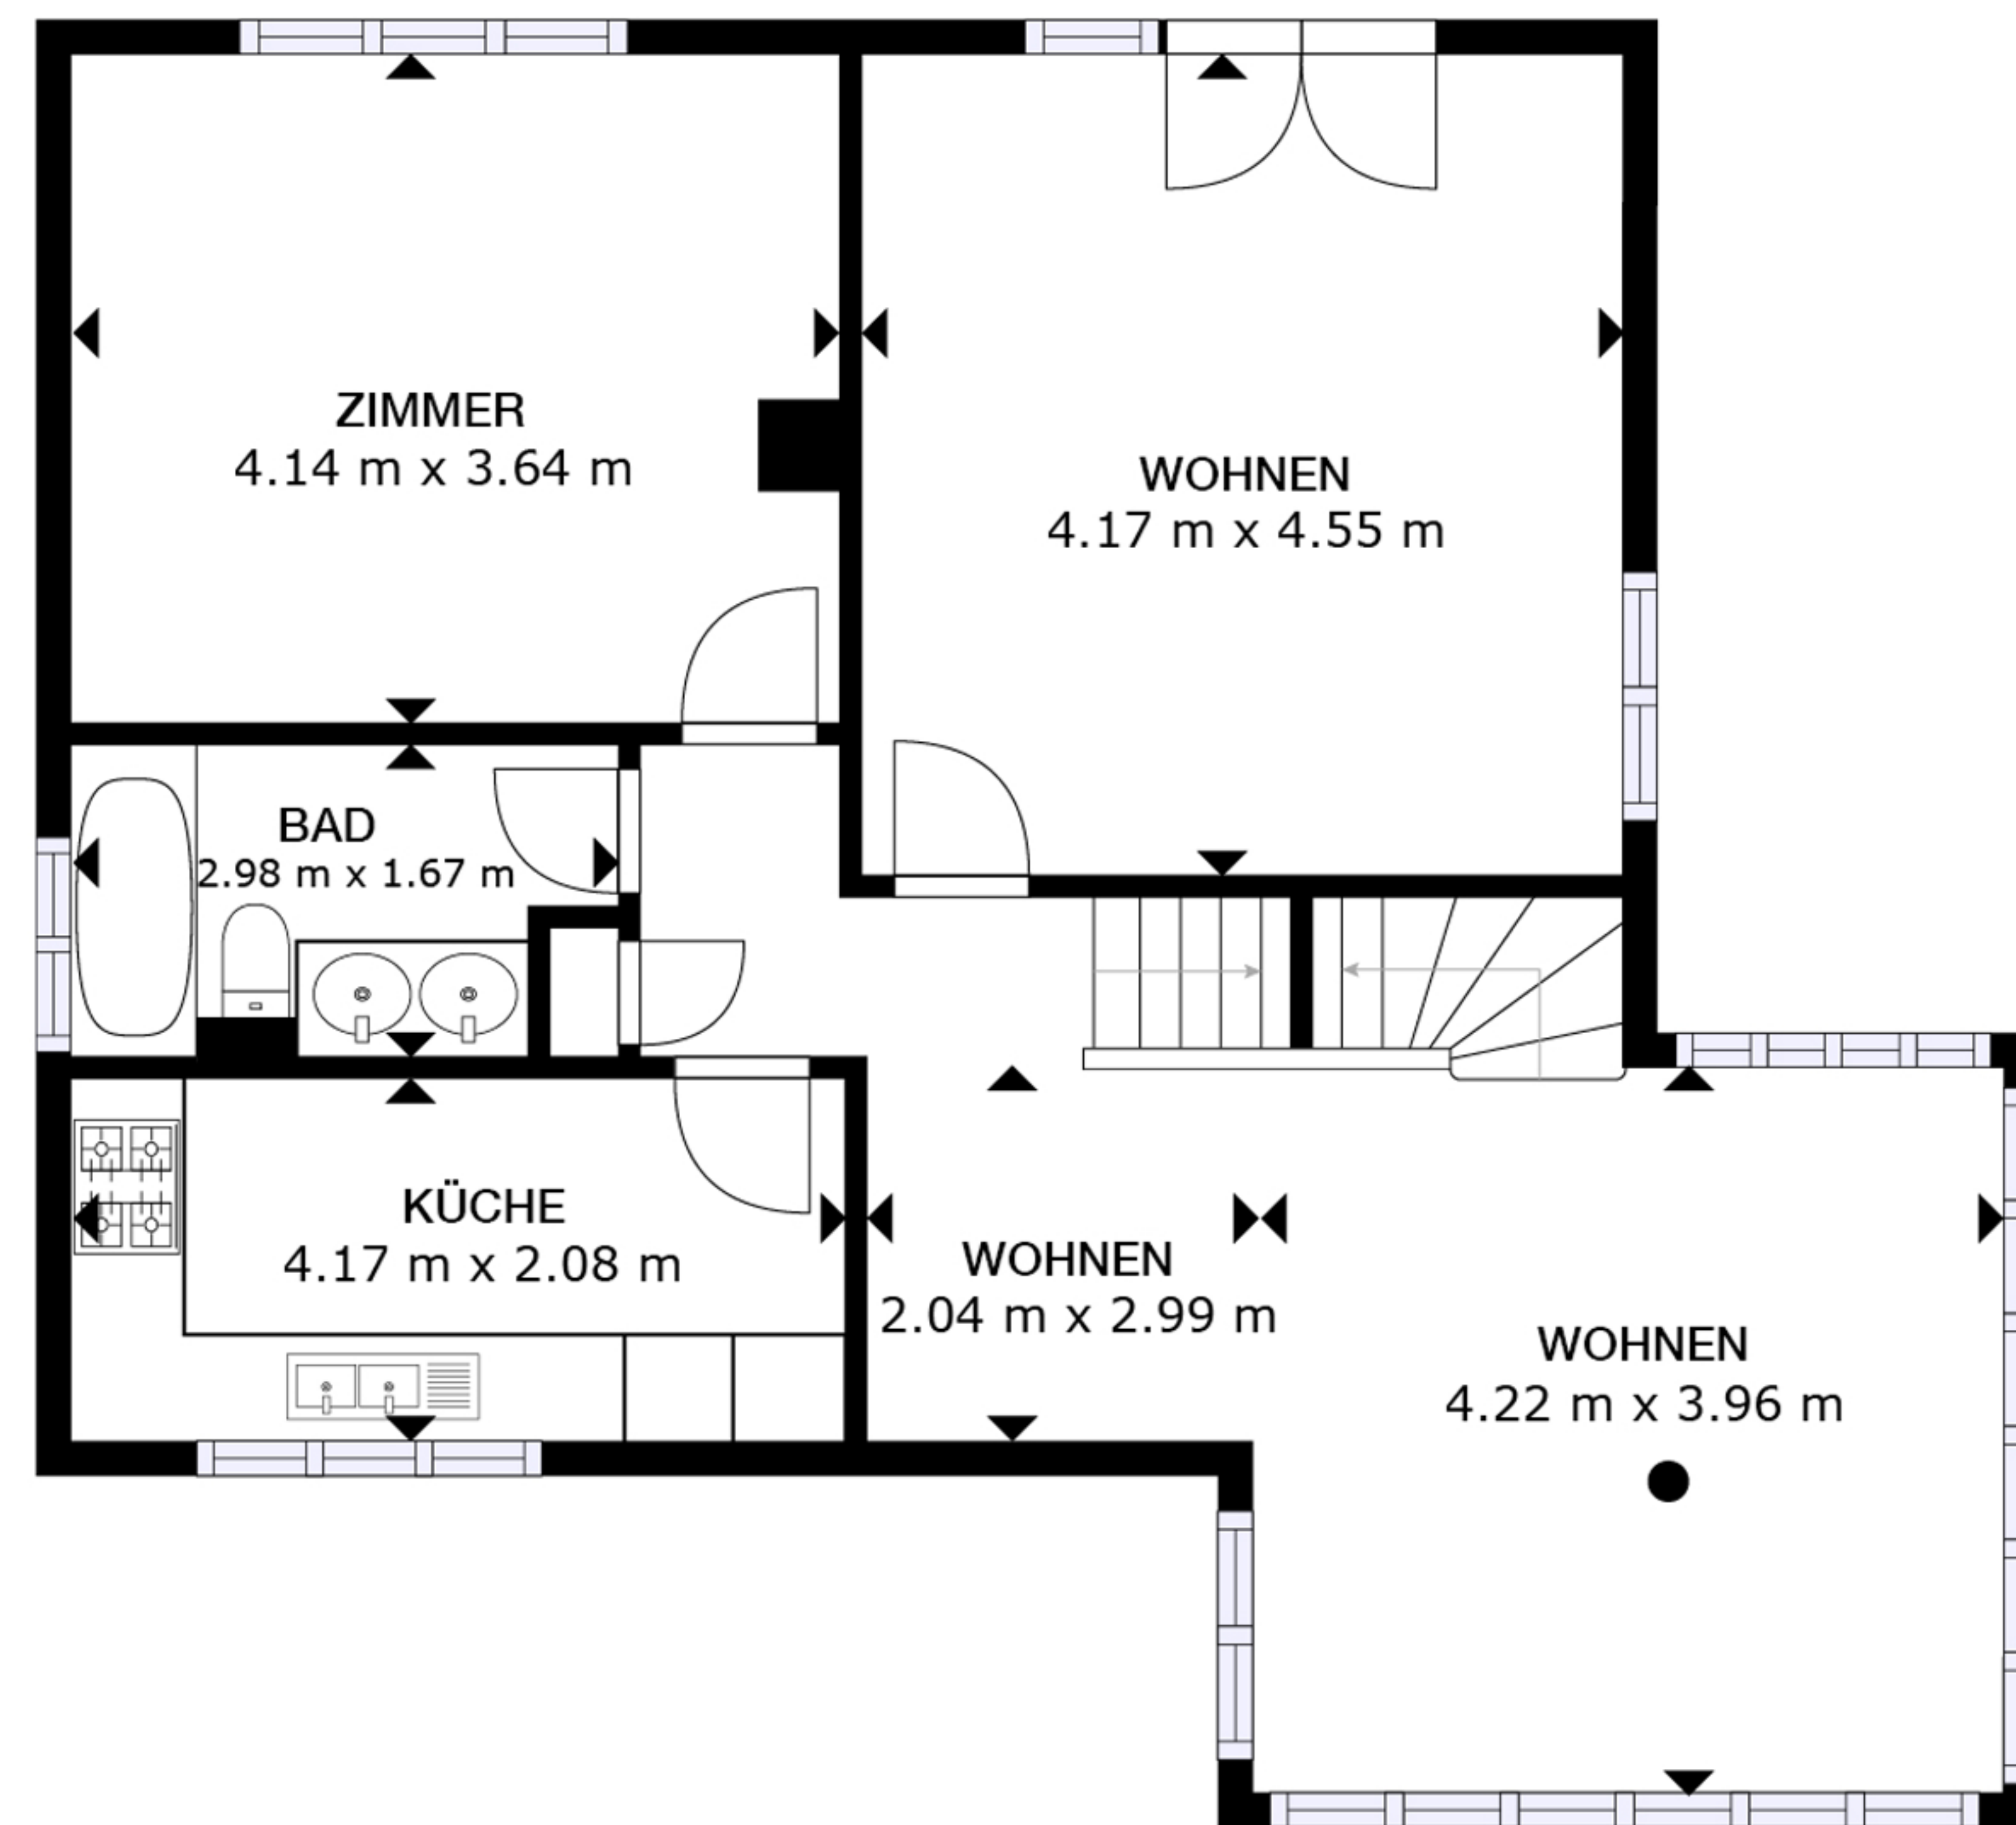 ZIMMER
4.14 m x 3.64 m
WOHNEN
4.17 m x 4.55 m
BAD
2.98 m x 1.67 m
KÜCHE
4.17 m x 2.08 m
WOHNEN
2.04 m x 2.99 m
WOHNEN
4.22 m x 3.96 m